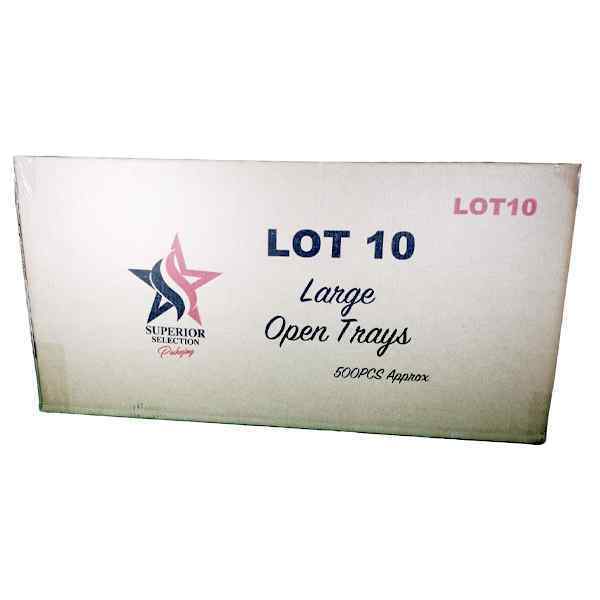 LOT10
LOT 10
Large
Open Trays
500PCS Approx
SUPERIOR
SELECTION
Packaging